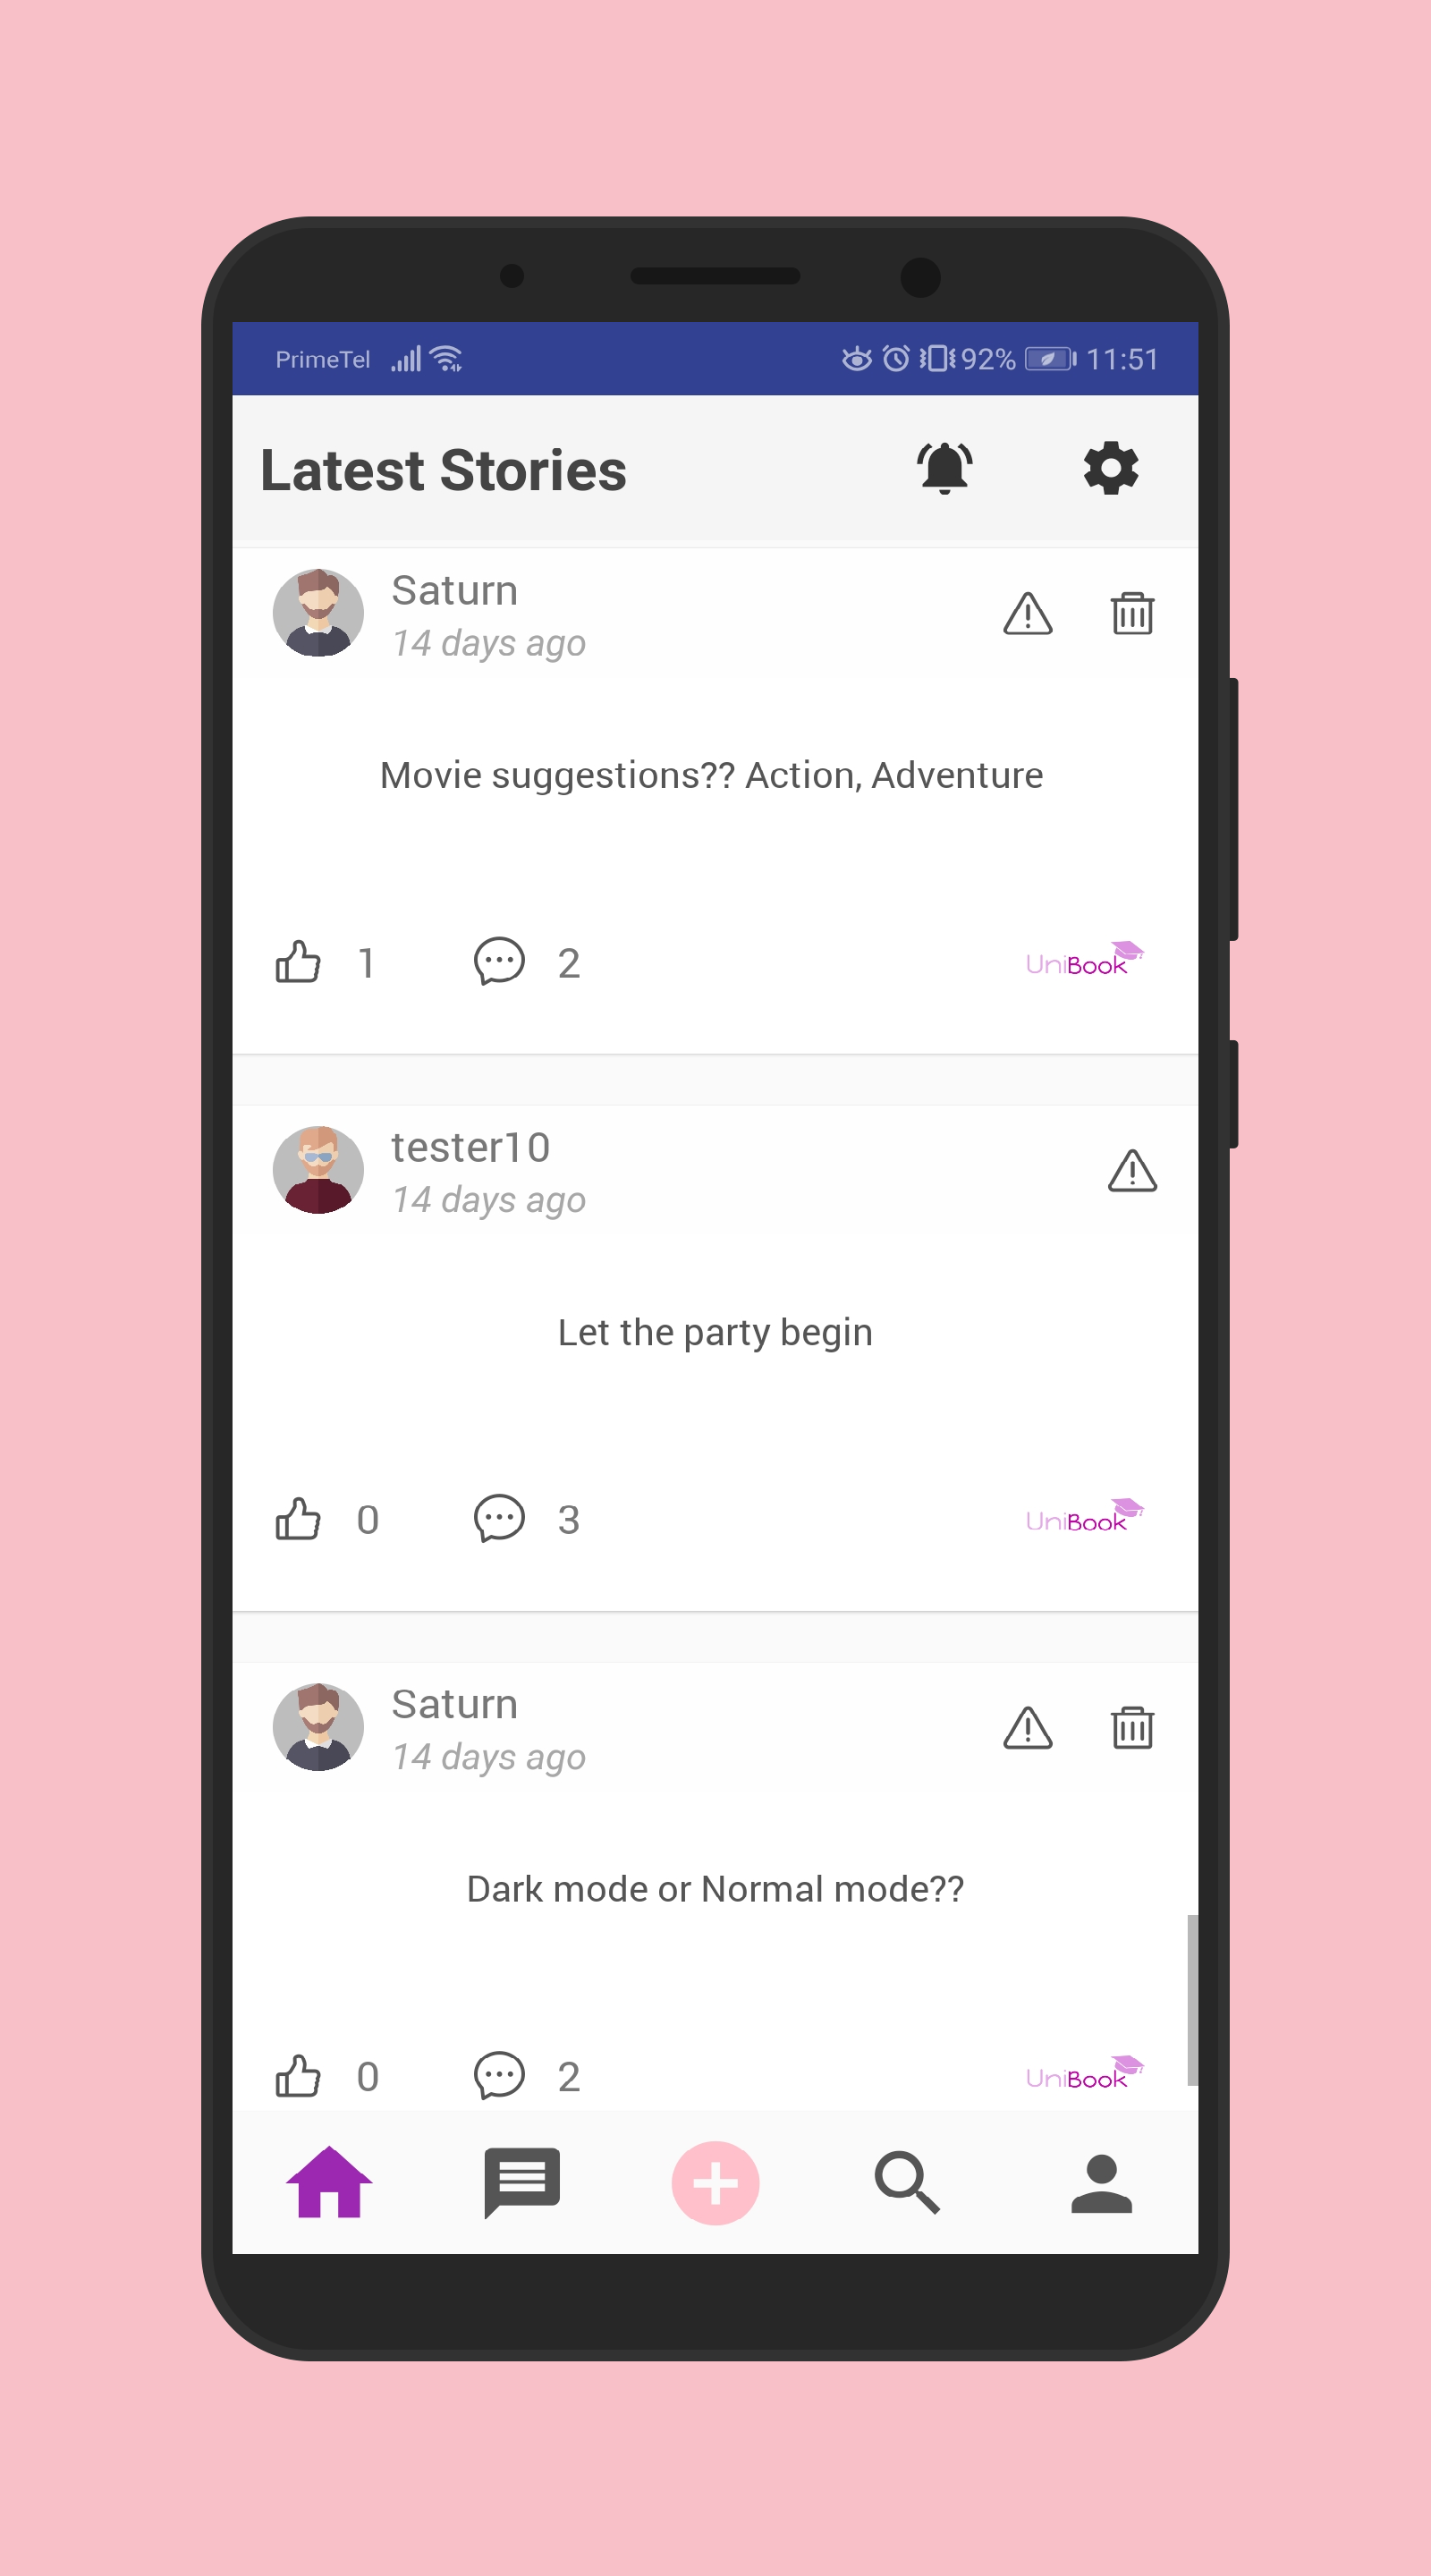 PrimeTel 92% 11:51
Latest Stories
Saturn
14 days ago
Movie suggestions?? Action, Adventure
1 2 UniBook
tester10
14 days ago
Let the party begin
0 3 UniBook
Saturn
14 days ago
Dark mode or Normal mode??
0 2 UniBook